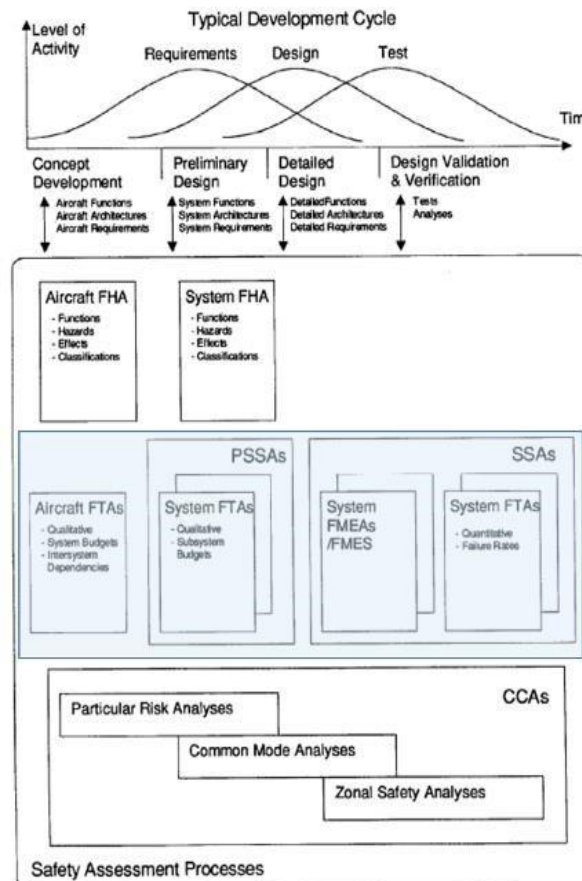 Typical Development Cycle
Level of
Activity
Requirements
Design
Test
Tim
Concept
Development
Preliminary
Design
Detailed
Design
Design Validation
& Verification
Aircraft Functions
Aircraft Architectures
Aircraft Requirements
System Functions
System Architectures
System Requirements
DetailedFunctions
Detailed Architectures
Detailed Requirements
Tests
Analyses
Aircraft FHA
- Functions
- Hazards
- Effects
- Classifications
System FHA
- Functions
- Hazards
- Effects
- Classifications
PSSAs
SSAs
Aircraft FTAs
- Qualitative
- System Budgets
- Intersystem
Dependencies
System FTAs
- Qualitative
- Subsystem
Budgets
System
FMEAs
/FMES
System FTAs
- Quantitative
- Failure Rates
CCAs
Particular Risk Analyses
Common Mode Analyses
Zonal Safety Analyses
Safety Assessment Processes